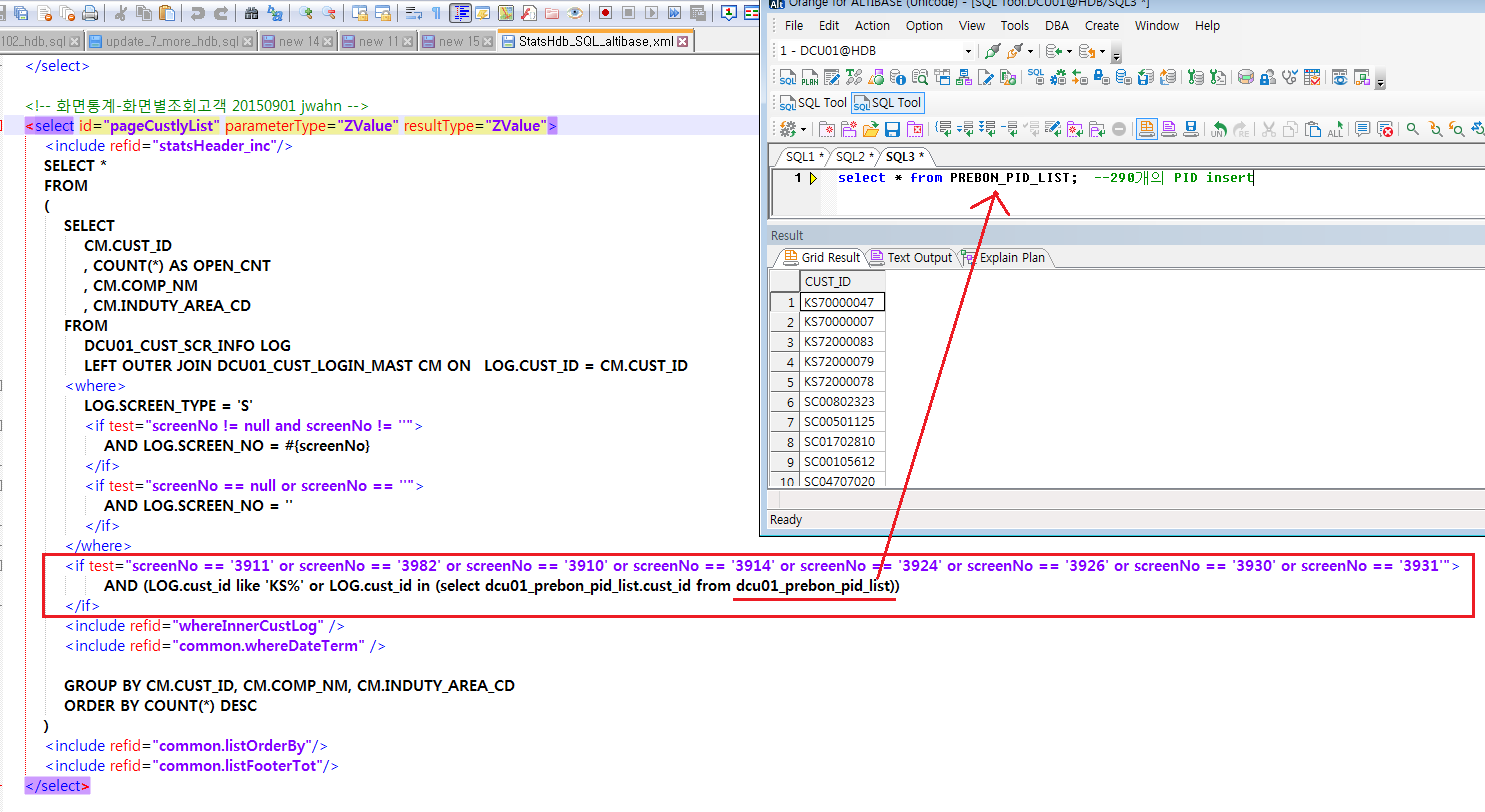 102_hdb.sql
update_7_more_hdb.sql
new 14
new 11
new 15
StatsHdb_SQL_altibase.xml
</select>
<!-- 화면통계-화면별조회고객 20150901 jwahn -->
<select id="pageCustlyList" parameterType="ZValue" resultType="ZValue">
<include refid="statsHeader_inc"/>
SELECT *
FROM
(
SELECT
CM.CUST_ID
, COUNT(*) AS OPEN_CNT
, CM.COMP_NM
, CM.INDUTY_AREA_CD
FROM
DCU01_CUST_SCR_INFO LOG
LEFT OUTER JOIN DCU01_CUST_LOGIN_MAST CM ON LOG.CUST_ID = CM.CUST_ID
<where>
LOG.SCREEN_TYPE = 'S'
<if test="screenNo != null and screenNo != ''">
AND LOG.SCREEN_NO = #{screenNo}
</if>
<if test="screenNo == null or screenNo == ''">
AND LOG.SCREEN_NO = ''
</if>
</where>
<if test="screenNo == '3911' or screenNo == '3982' or screenNo == '3910' or screenNo == '3914' or screenNo == '3924' or screenNo == '3926' or screenNo == '3930' or screenNo == '3931'">
AND (LOG.cust_id like 'KS%' or LOG.cust_id in (select dcu01_prebon_pid_list.cust_id from dcu01_prebon_pid_list))
</if>
<include refid="whereInnerCustLog" />
<include refid="common.whereDateTerm" />
GROUP BY CM.CUST_ID, CM.COMP_NM, CM.INDUTY_AREA_CD
ORDER BY COUNT(*) DESC
)
<include refid="common.listOrderBy"/>
<include refid="common.listFooterTot"/>
</select>
Orange for ALTIBASE (Unicode) - [SQL Tool.DCU01@HDB/SQL3 *]
File Edit Action Option View Tools DBA Create Window Help
1 - DCU01@HDB
SQL PLAN
SQL Tool SQL Tool
UN RE ALL
SQL1 * SQL2 * SQL3 *
1 select * from PREBON_PID_LIST; --290개의 PID insert
Result
Grid Result Text Output Explain Plan
CUST_ID
1 KS70000047
2 KS70000007
3 KS72000083
4 KS72000079
5 KS72000078
6 SC00802323
7 SC00501125
8 SC01702810
9 SC00105612
10 SC04707020
Ready